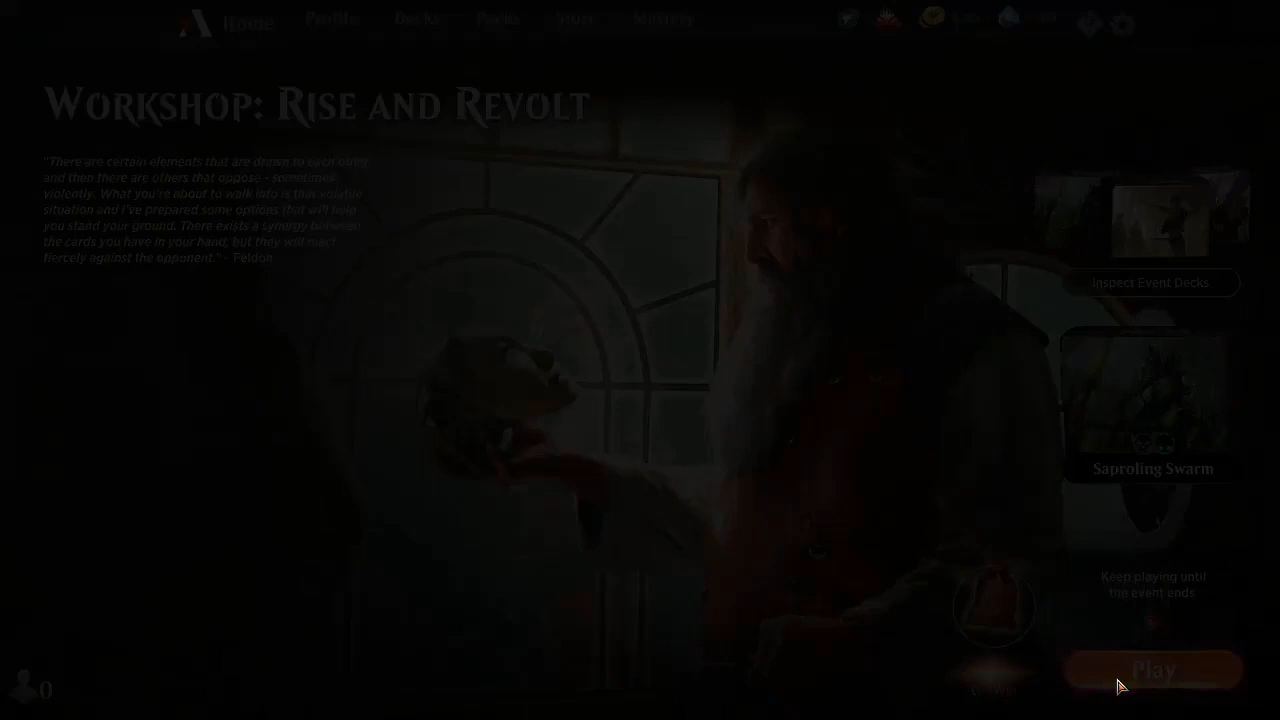 Home Profile Decks Packs Store Mastery
WORKSHOP: RISE AND REVOLT
"There are certain elements that are drawn to each other
and then there are others that oppose - sometimes
violently. What you're about to walk into is this volatile
situation and I've prepared some options that will help
you stand your ground. There exists a synergy between
the cards you have in your hand, but they will react
fiercely against the opponent." - Feldon
Inspect Event Decks
Saproling Swarm
Keep playing until
the event ends
Play
0